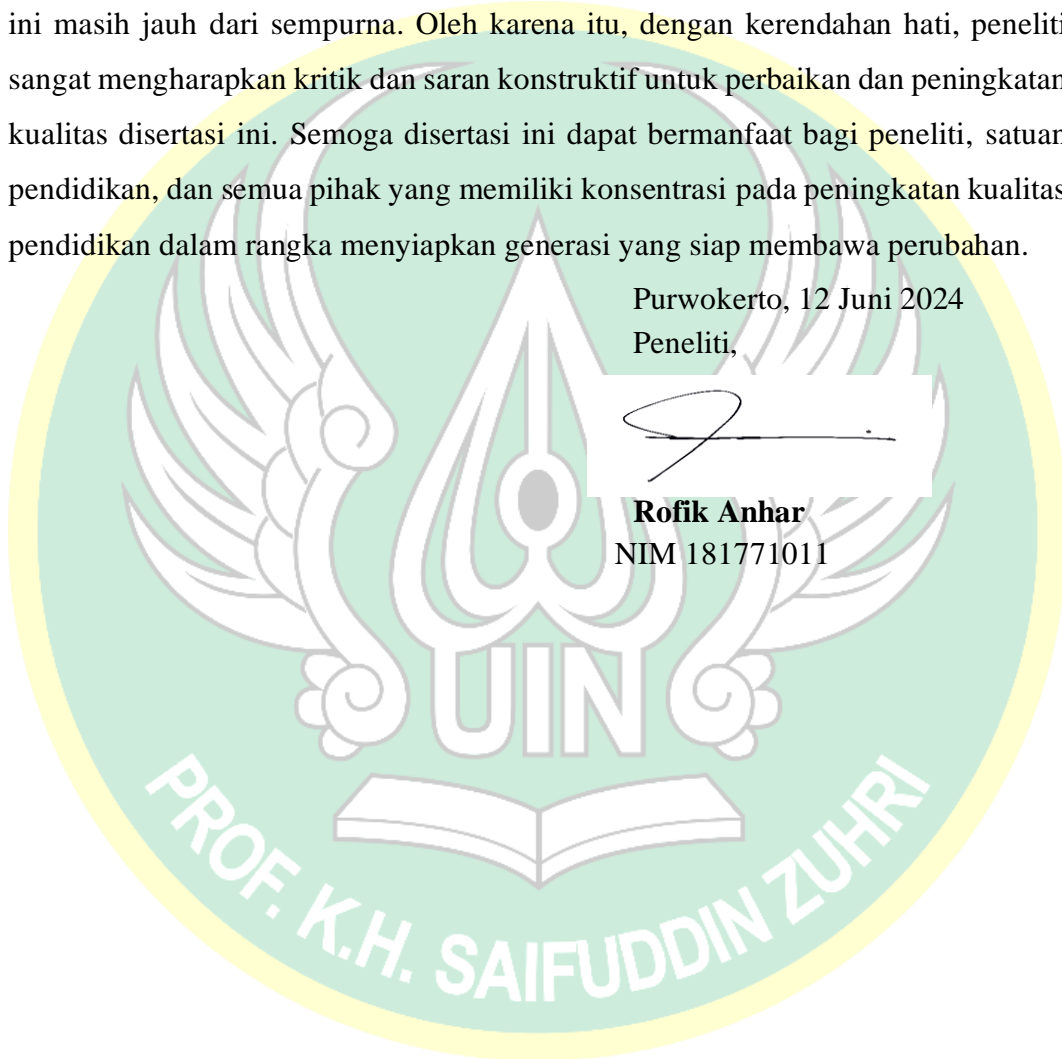 ini masih jauh dari sempurna. Oleh karena itu, dengan kerendahan hati, peneliti
sangat mengharapkan kritik dan saran konstruktif untuk perbaikan dan peningkatan
kualitas disertasi ini. Semoga disertasi ini dapat bermanfaat bagi peneliti, satuan
pendidikan, dan semua pihak yang memiliki konsentrasi pada peningkatan kualitas
pendidikan dalam rangka menyiapkan generasi yang siap membawa perubahan.
Purwokerto, 12 Juni 2024
Peneliti,
Rofik Anhar
NIM 181771011
UIN
PROF. K.H. SAIFUDDIN ZUHRI